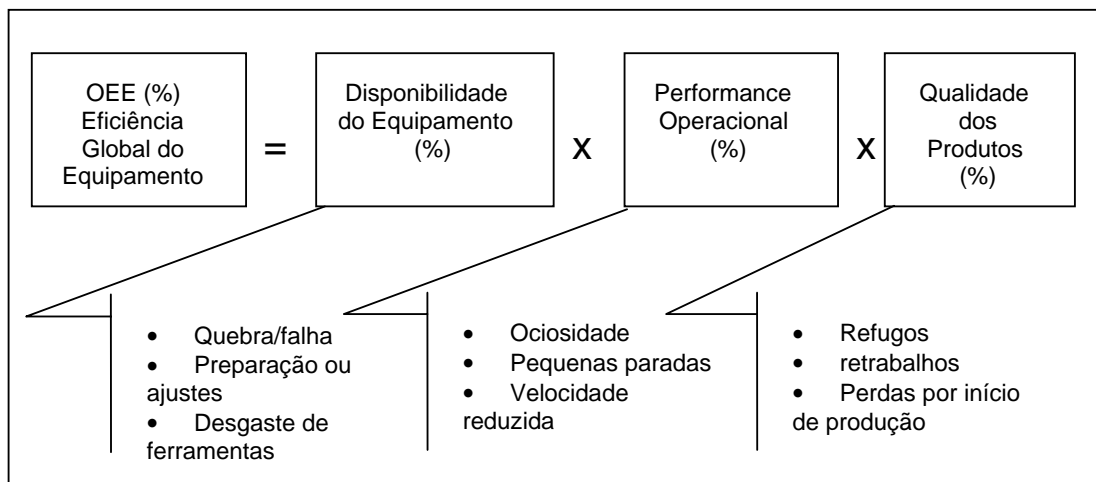 OEE (%)
Eficiência
Global do
Equipamento
=
Disponibilidade
do Equipamento
(%)
X
Performance
Operacional
(%)
X
Qualidade
dos
Produtos
(%)
• Quebra/falha
• Preparação ou
ajustes
• Desgaste de
ferramentas
• Ociosidade
• Pequenas paradas
• Velocidade
reduzida
• Refugos
• retrabalhos
• Perdas por início
de produção